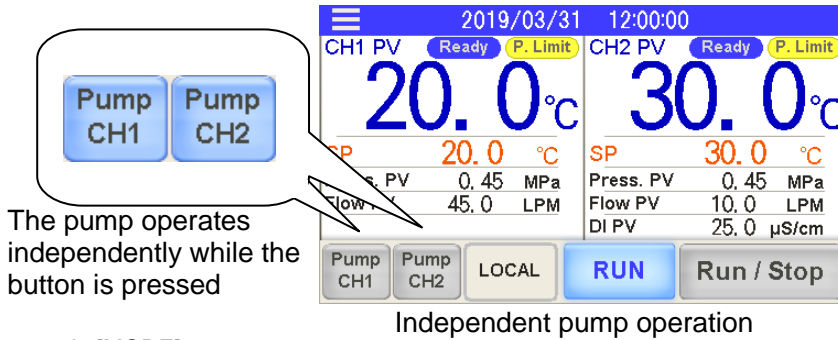 2019/03/31 12:00:00
CH1 PV Ready P. Limit CH2 PV Ready P. Limit
20.0 °C 30.0 °C
SP 20.0 °C SP 30.0 °C
PV 0.45 MPa Press. PV 0.45 MPa
Flow PV 45.0 LPM Flow PV 10.0 LPM
DI PV 25.0 µS/cm
Pump CH1
Pump CH2
LOCAL
RUN
Run / Stop
Pump
CH1
Pump
CH2
The pump operates
independently while the
button is pressed
Independent pump operation